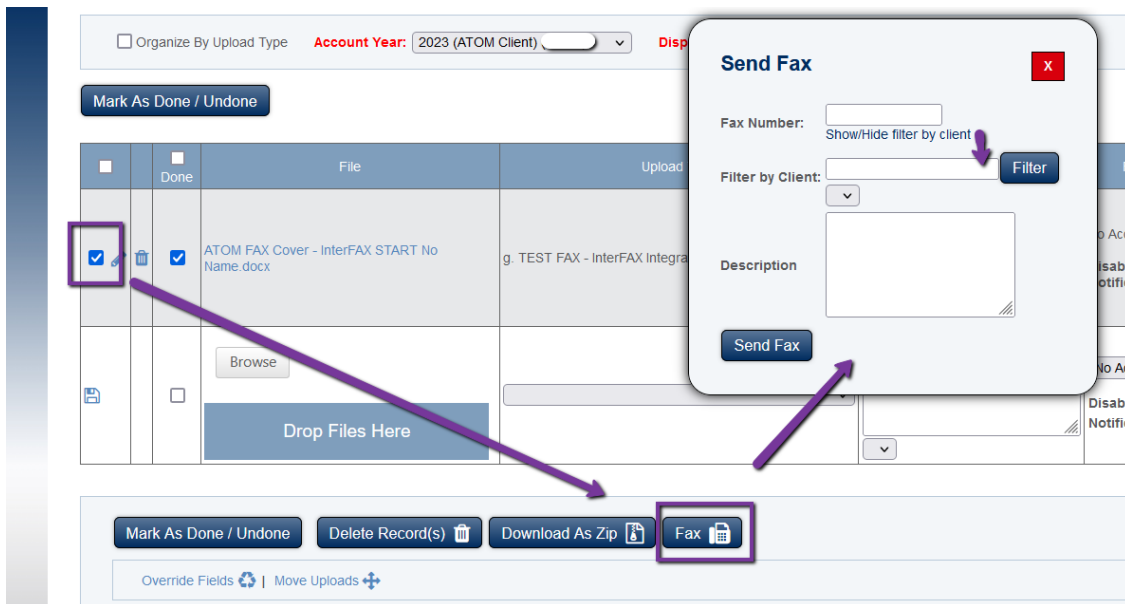 Organize By Upload Type
Account Year: 2023 (ATOM Client)
Disp
Mark As Done / Undone
Done
File
Upload
ATOM FAX Cover - InterFAX START No
Name.docx
g. TEST FAX - InterFAX Integra
o Acc
isab
otific
Browse
Drop Files Here
No A
Disab
Notifi
Send Fax
X
Fax Number:
Show/Hide filter by client
Filter by Client:
Filter
Description
Send Fax
Mark As Done / Undone
Delete Record(s)
Download As Zip
Fax
Override Fields | Move Uploads